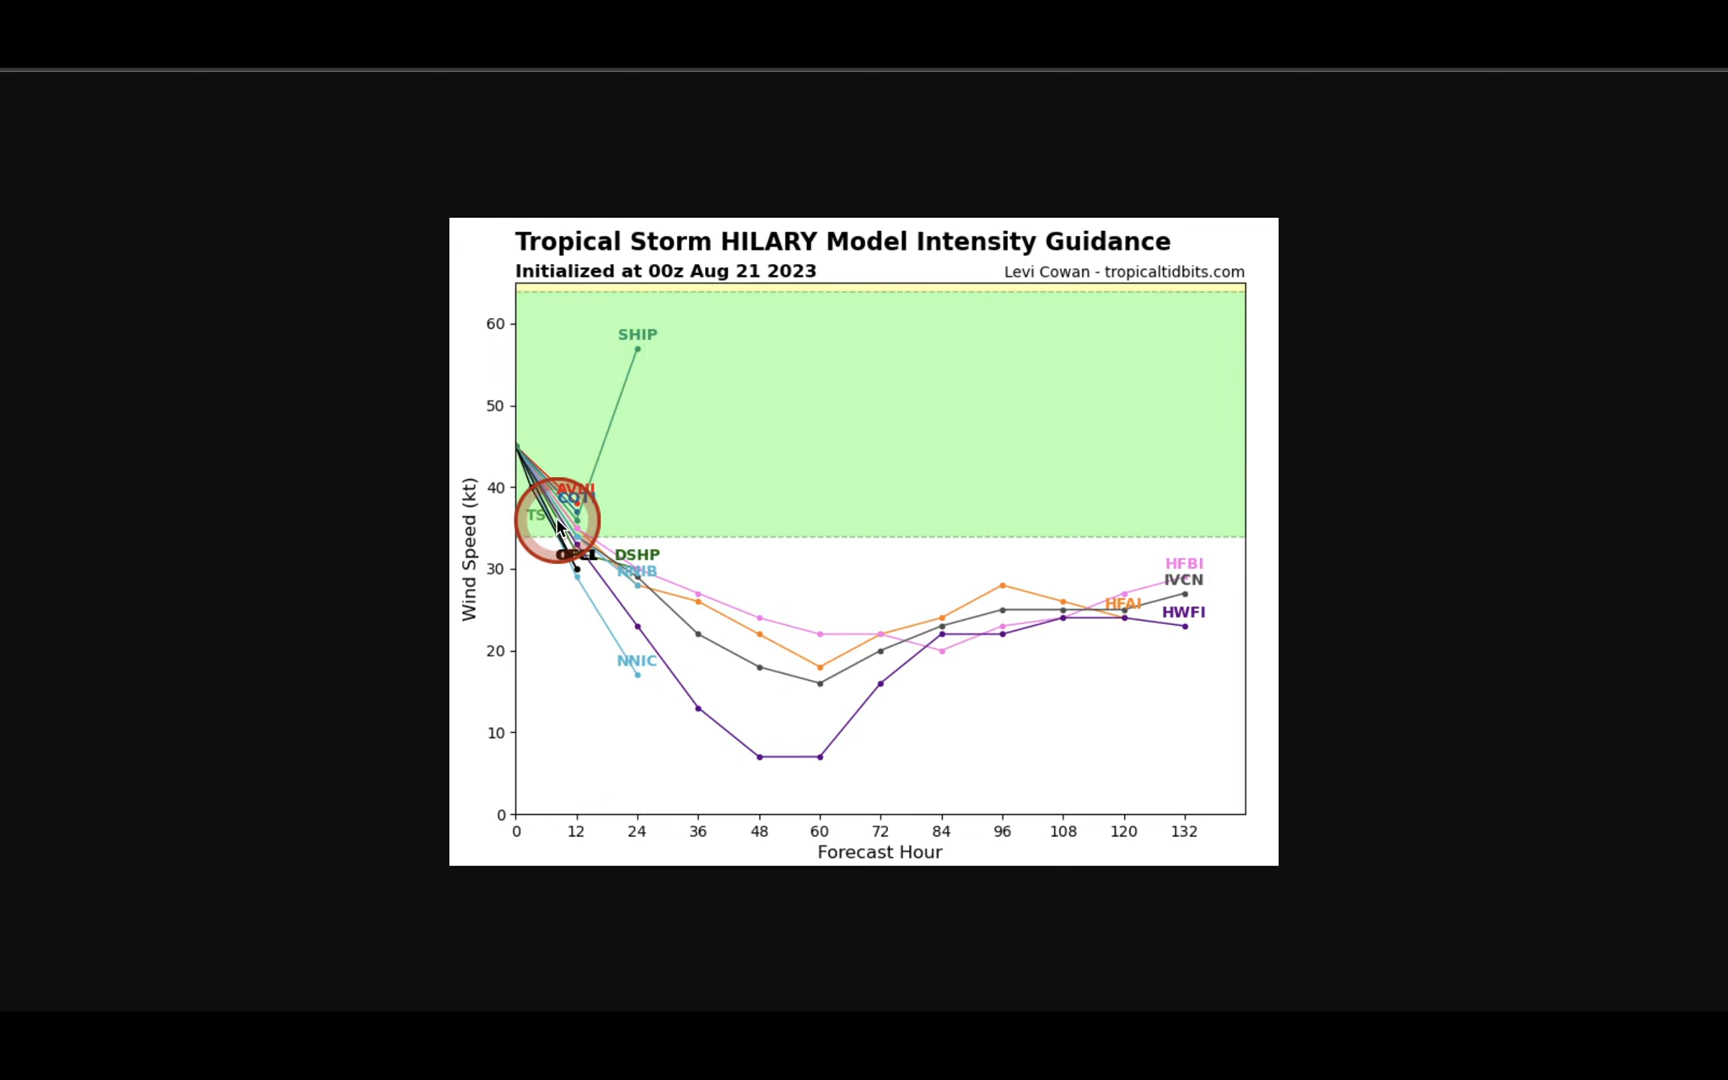 Tropical Storm HILARY Model Intensity Guidance
Initialized at 00z Aug 21 2023
Levi Cowan - tropicaltidbits.com
Wind Speed (kt)
60
50
40
30
20
10
0
SHIP
AVNI
TS
DSHP
NNIB
NNIC
HFBI
IVCN
HFAI
HWFI
0 12 24 36 48 60 72 84 96 108 120 132
Forecast Hour